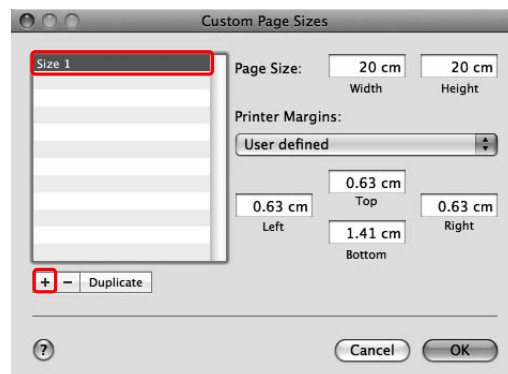 Custom Page Sizes
Size 1
Page Size:
20 cm
20 cm
Width
Height
Printer Margins:
User defined
0.63 cm
Top
0.63 cm
Left
0.63 cm
Right
1.41 cm
Bottom
+ − Duplicate
?
Cancel
OK